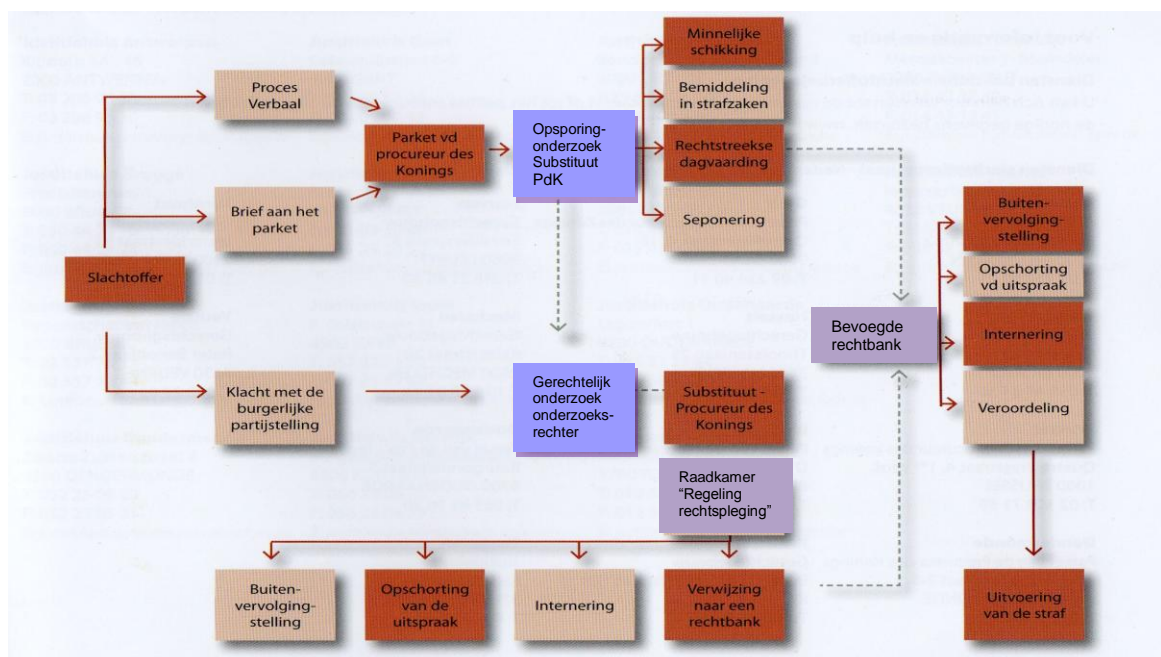 Minnelijke
schikking
Proces
Verbaal
Bemiddeling
in strafzaken
Parket vd
procureur des
Konings
Opsporing-
onderzoek
Substituut
PdK
Rechtstreekse
dagvaarding
Brief aan het
parket
Seponering
Buiten-
vervolging-
stelling
Slachtoffer
Opschorting
vd uitspraak
Bevoegde
rechtbank
Internering
Klacht met de
burgerlijke
partijstelling
Gerechtelijk
onderzoek
onderzoeks-
rechter
Substituut -
Procureur des
Konings
Veroordeling
Raadkamer
“Regeling
rechtspleging”
Buiten-
vervolging-
stelling
Opschorting
van de
uitspraak
Internering
Verwijzing
naar een
rechtbank
Uitvoering
van de straf